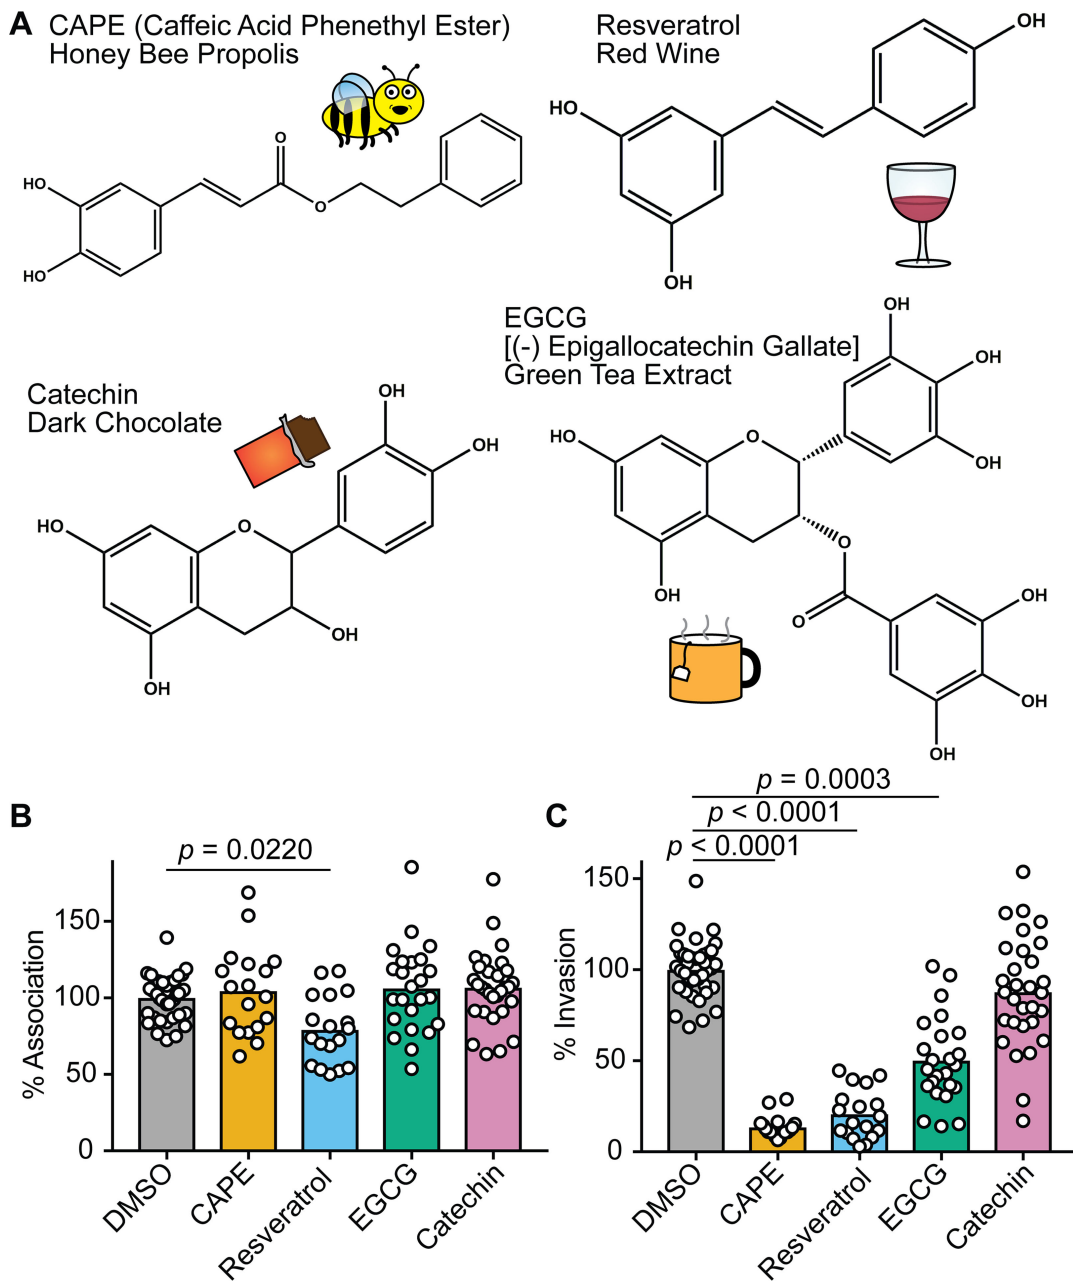 A
CAPE (Caffeic Acid Phenethyl Ester)
Honey Bee Propolis
HO
HO
O
O
Resveratrol
Red Wine
OH
HO
OH
Catechin
Dark Chocolate
OH
OH
HO
O
OH
OH
EGCG
[(-) Epigallocatechin Gallate]
Green Tea Extract
OH
OH
HO
O
OH
O
OH
O
OH
OH
OH
B
p = 0.0220
% Association
150
100
50
0
DMSO
CAPE
Resveratrol
EGCG
Catechin
C
p = 0.0003
p < 0.0001
p < 0.0001
% Invasion
150
100
50
0
DMSO
CAPE
Resveratrol
EGCG
Catechin